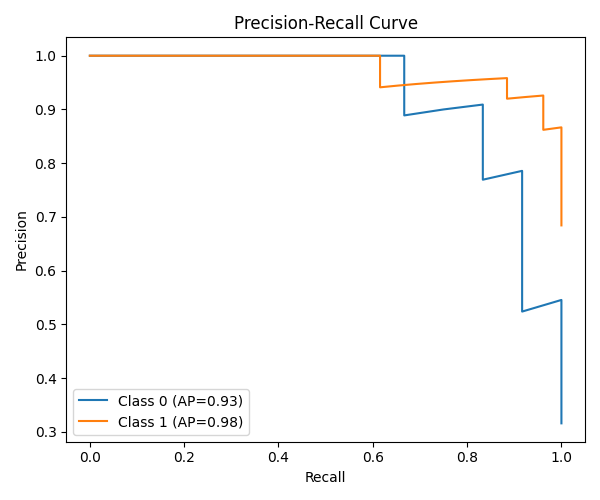 Precision-Recall Curve
Precision
1.0
0.9
0.8
0.7
0.6
0.5
0.4
0.3
Class 0 (AP=0.93)
Class 1 (AP=0.98)
0.0 0.2 0.4 0.6 0.8 1.0
Recall